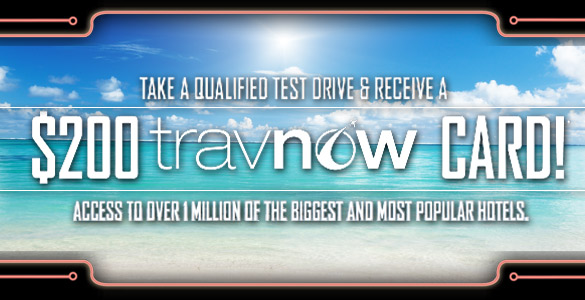 TAKE A QUALIFIED TEST DRIVE & RECEIVE A
$200 travnow CARD!
ACCESS TO OVER 1 MILLION OF THE BIGGEST AND MOST POPULAR HOTELS.